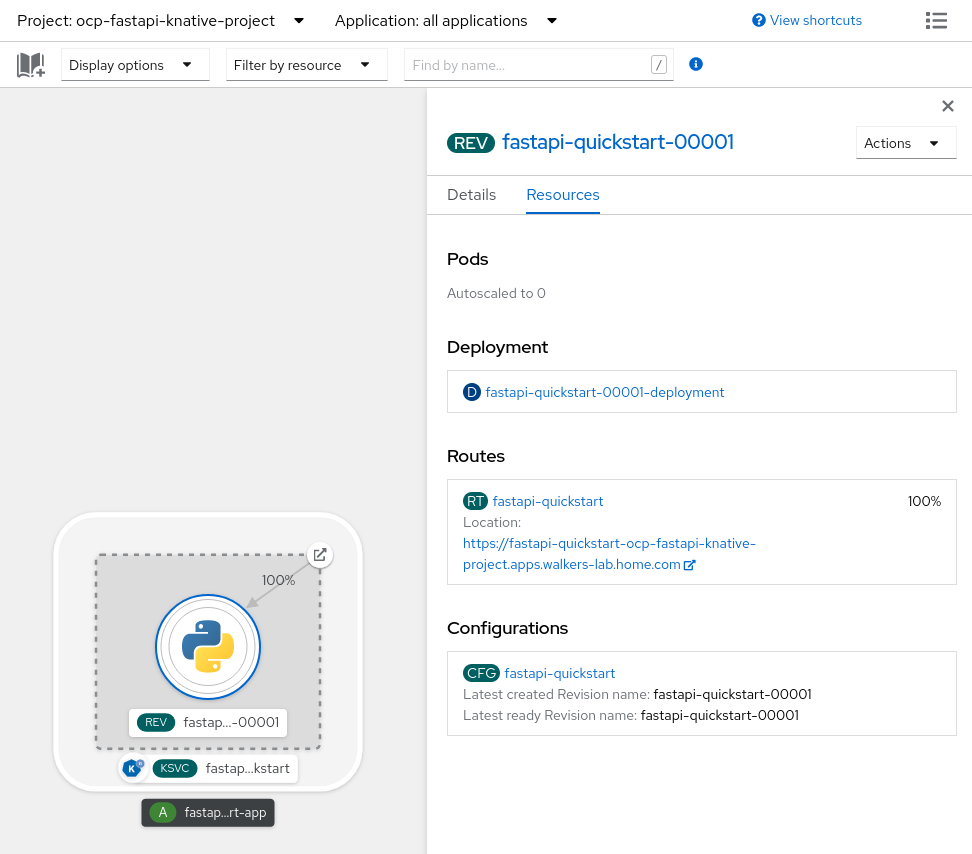 Project: ocp-fastapi-knative-project
Application: all applications
View shortcuts
Display options
Filter by resource
Find by name...
/
REV fastapi-quickstart-00001
Actions
Details
Resources
Pods
Autoscaled to 0
Deployment
D fastapi-quickstart-00001-deployment
Routes
RT fastapi-quickstart
100%
Location:
https://fastapi-quickstart-ocp-fastapi-knative-
project.apps.walkers-lab.home.com
Configurations
CFG fastapi-quickstart
Latest created Revision name: fastapi-quickstart-00001
Latest ready Revision name: fastapi-quickstart-00001
100%
REV fastap...-00001
K KSVC fastap...kstart
A fastap...rt-app